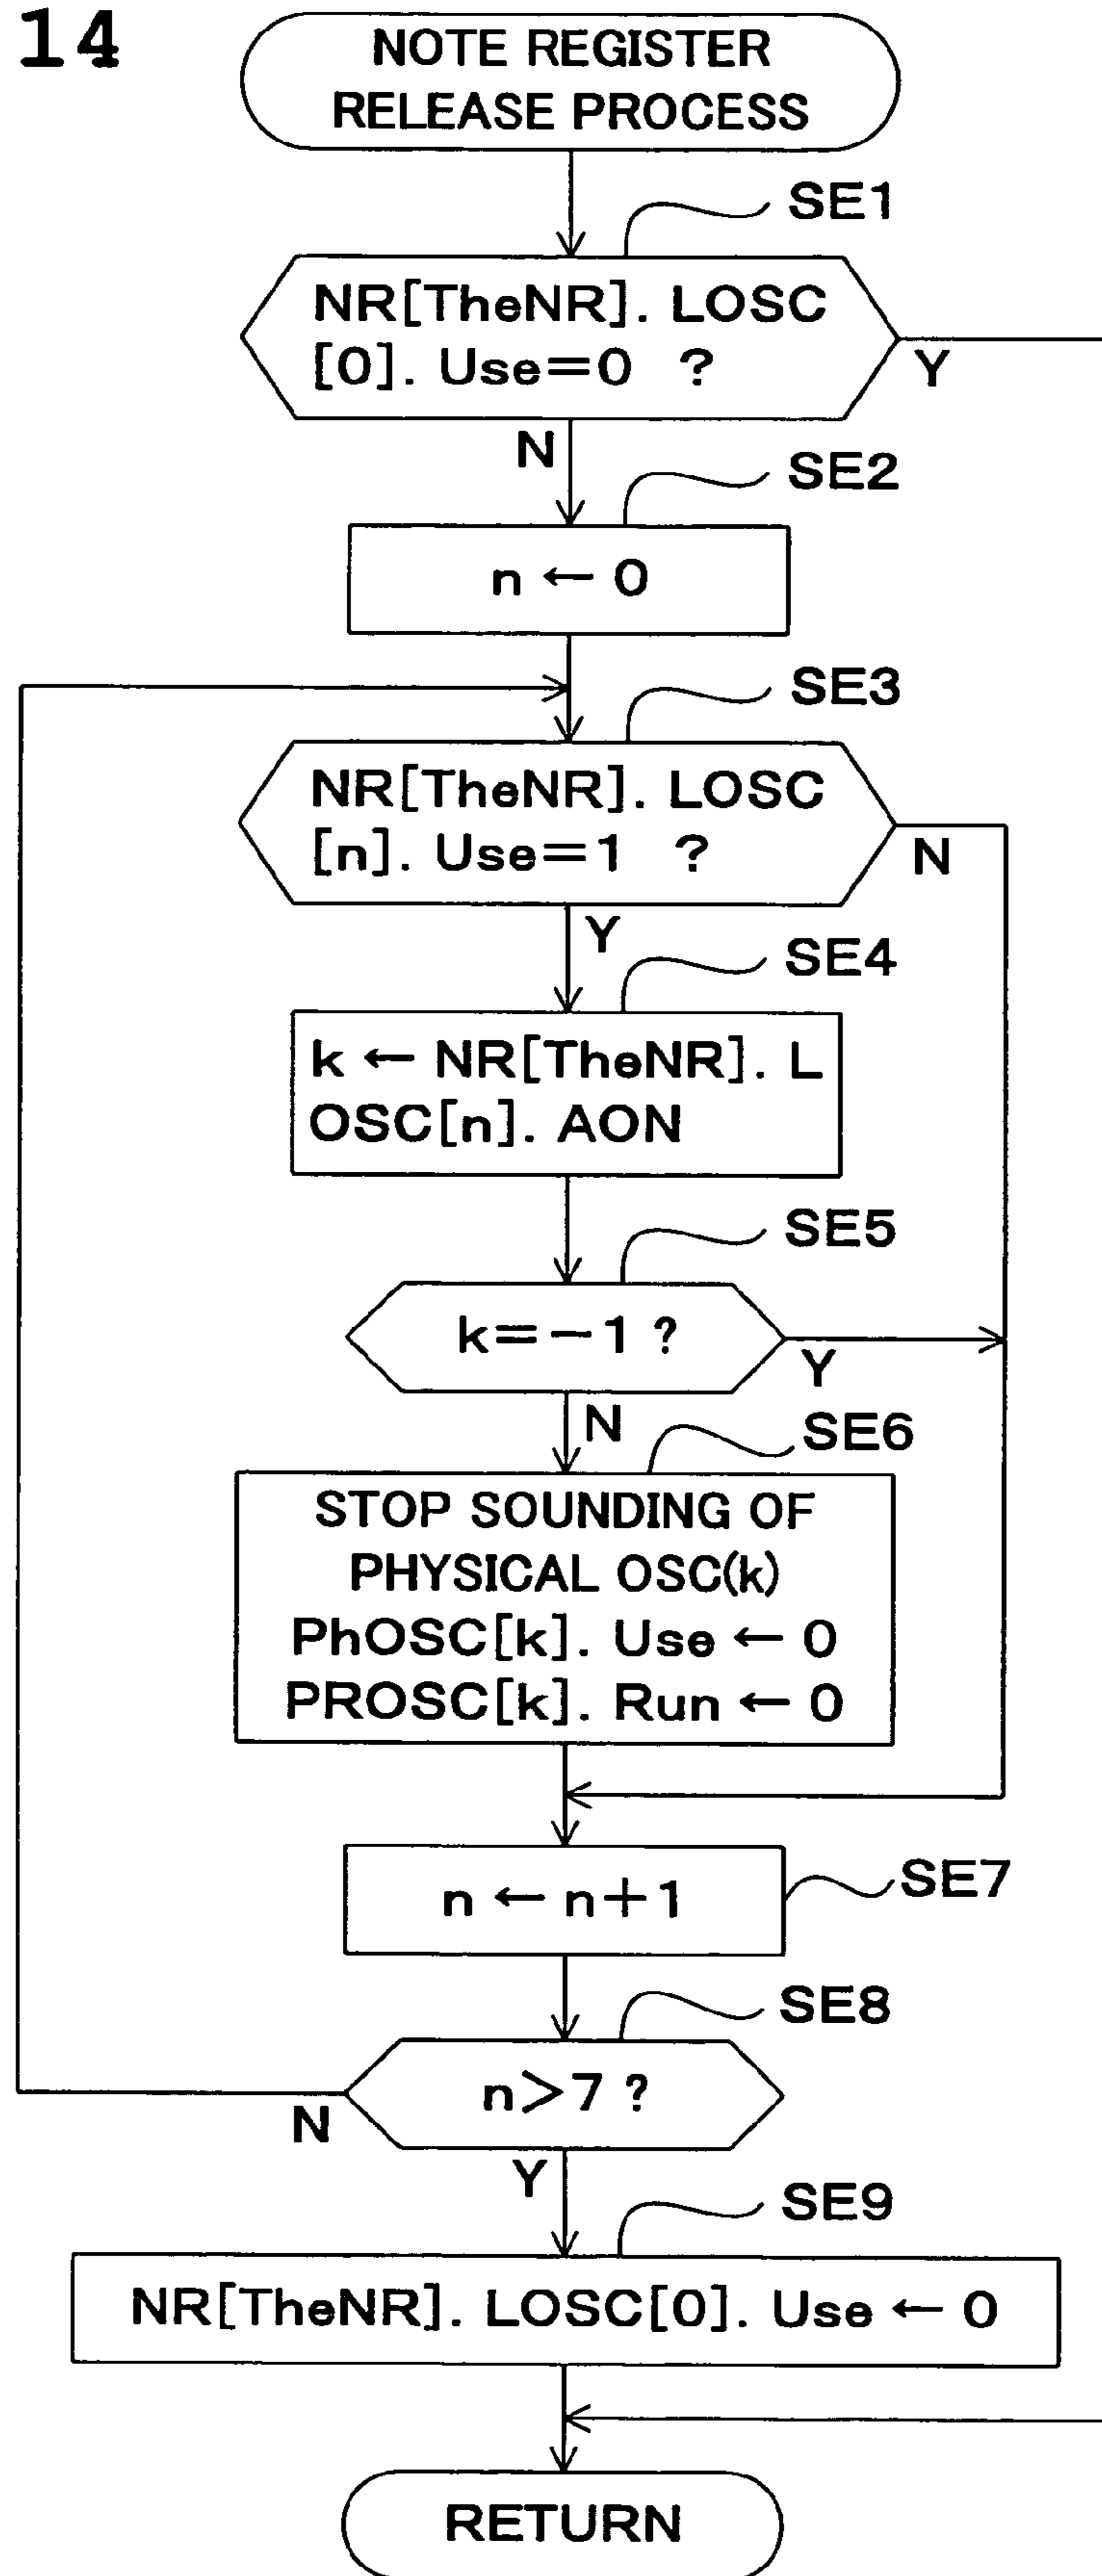 14
NOTE REGISTER
RELEASE PROCESS
SE1
NR[TheNR]. LOSC
[0]. Use=0 ?
Y
N
SE2
n ← 0
SE3
NR[TheNR]. LOSC
[n]. Use=1 ?
N
Y
SE4
k ← NR[TheNR]. L
OSC[n]. AON
SE5
k=-1 ?
Y
N
SE6
STOP SOUNDING OF
PHYSICAL OSC(k)
PhOSC[k]. Use ← 0
PROSC[k]. Run ← 0
n ← n+1
SE7
SE8
n>7 ?
N
Y
SE9
NR[TheNR]. LOSC[0]. Use ← 0
RETURN